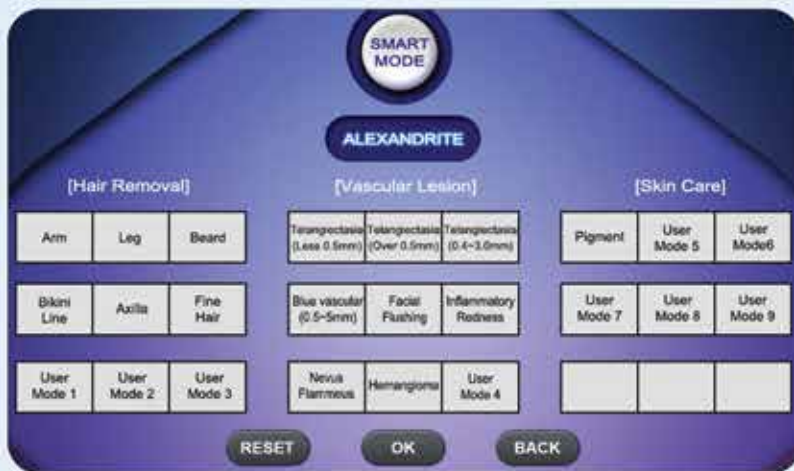 SMART
MODE
ALEXANDRITE
[Hair Removal]
[Vascular Lesion]
[Skin Care]
Arm
Leg
Beard
Telangiectasia
(Less 0.5mm)
Telangiectasia
(Over 0.5mm)
Telangiectasia
(0.4~3.0mm)
Pigment
User
Mode 5
User
Mode6
Bikini
Line
Axilla
Fine
Hair
Blue vascular
(0.5~5mm)
Facial
Flushing
Inflammatory
Redness
User
Mode 7
User
Mode 8
User
Mode 9
User
Mode 1
User
Mode 2
User
Mode 3
Nevus
Flammeus
Hemangioma
User
Mode 4
RESET
OK
BACK